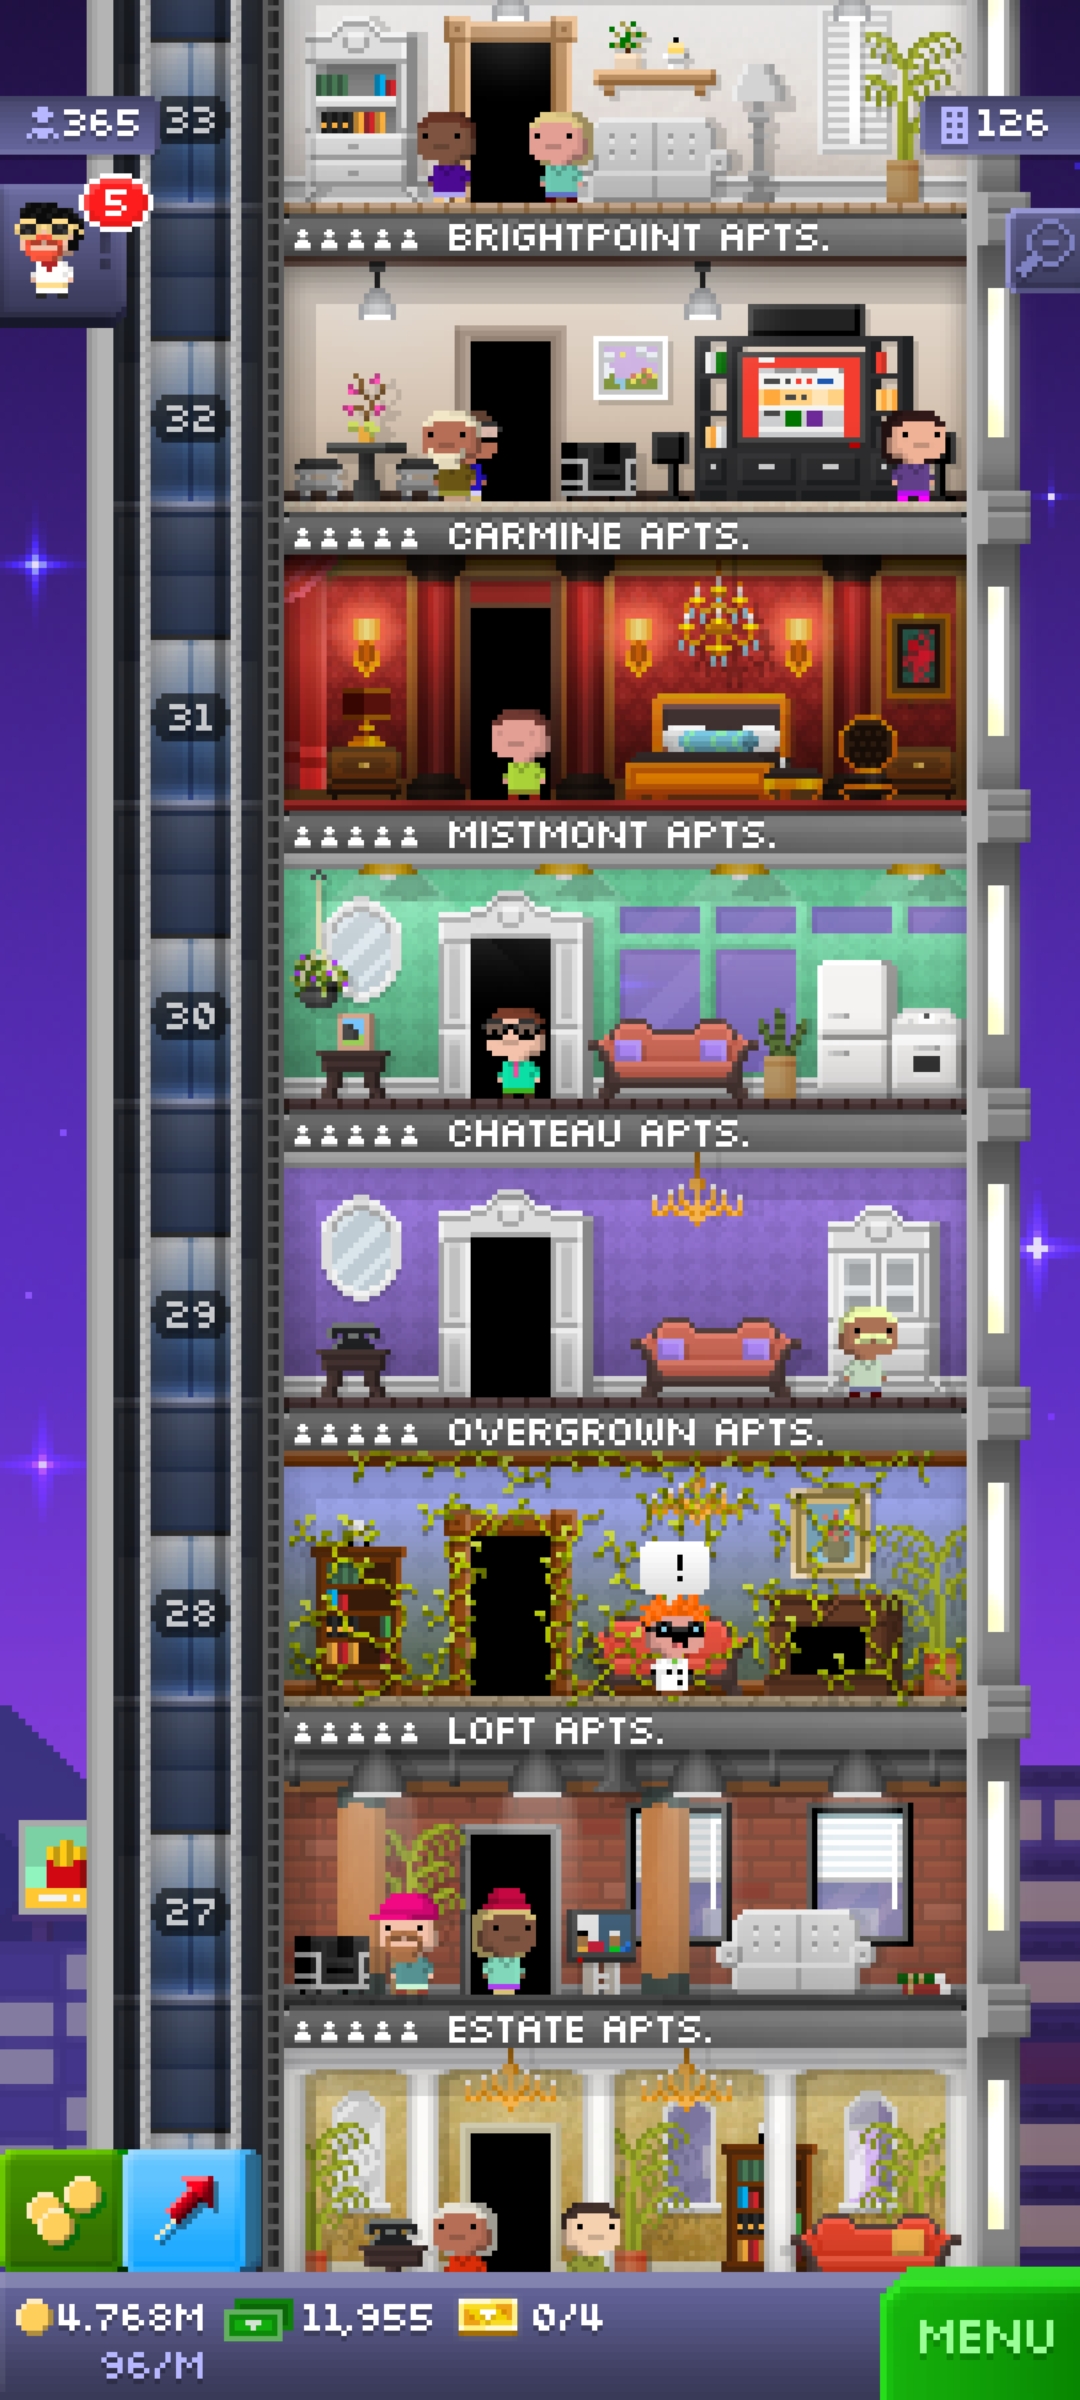 33
365
126
5
BRIGHTPOINT APTS.
32
CARMINE APTS.
31
MISTMONT APTS.
30
CHATEAU APTS.
29
OVERGROWN APTS.
!
28
LOFT APTS.
27
ESTATE APTS.
4.768M
11,955
0/4
96/M
MENU